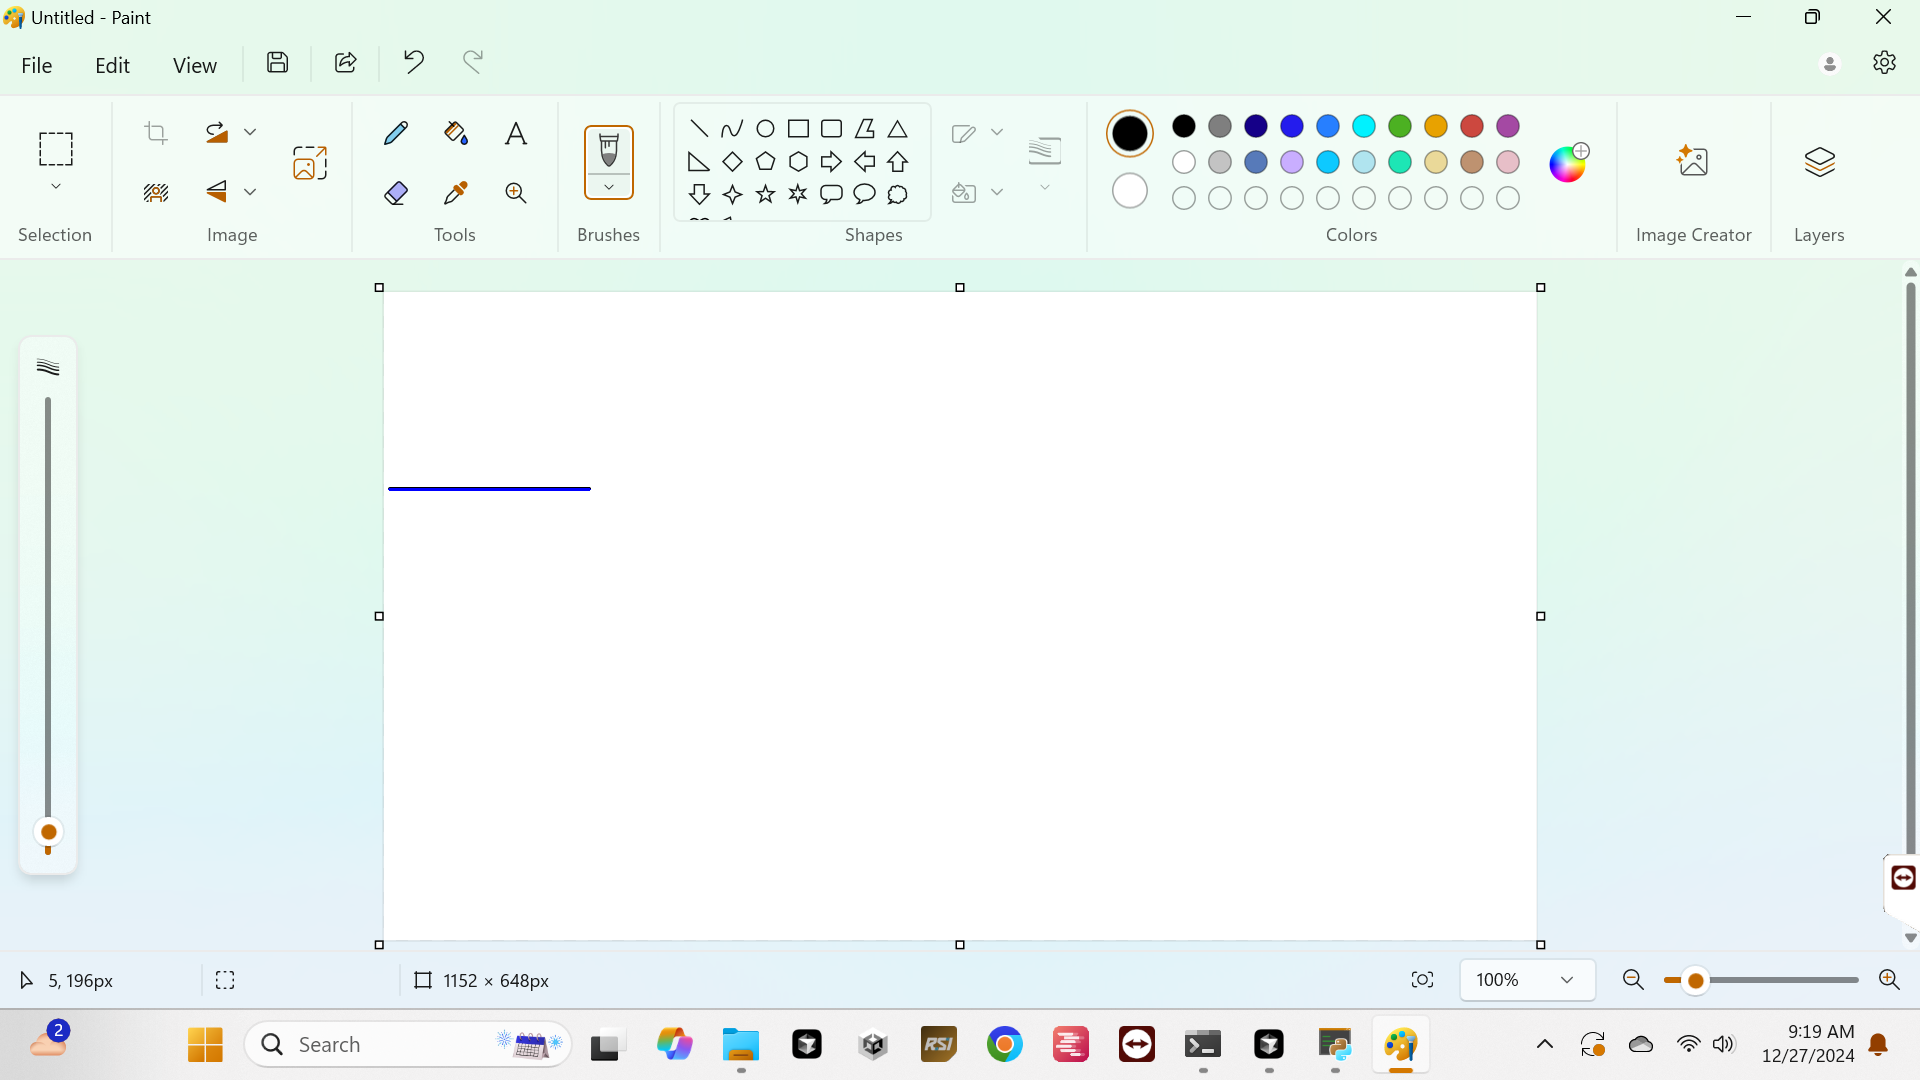 Untitled - Paint
File Edit View
Selection Image Tools Brushes Shapes Colors Image Creator Layers
5, 196px 1152 × 648px 100%
2 Search RSI 9:19 AM
12/27/2024